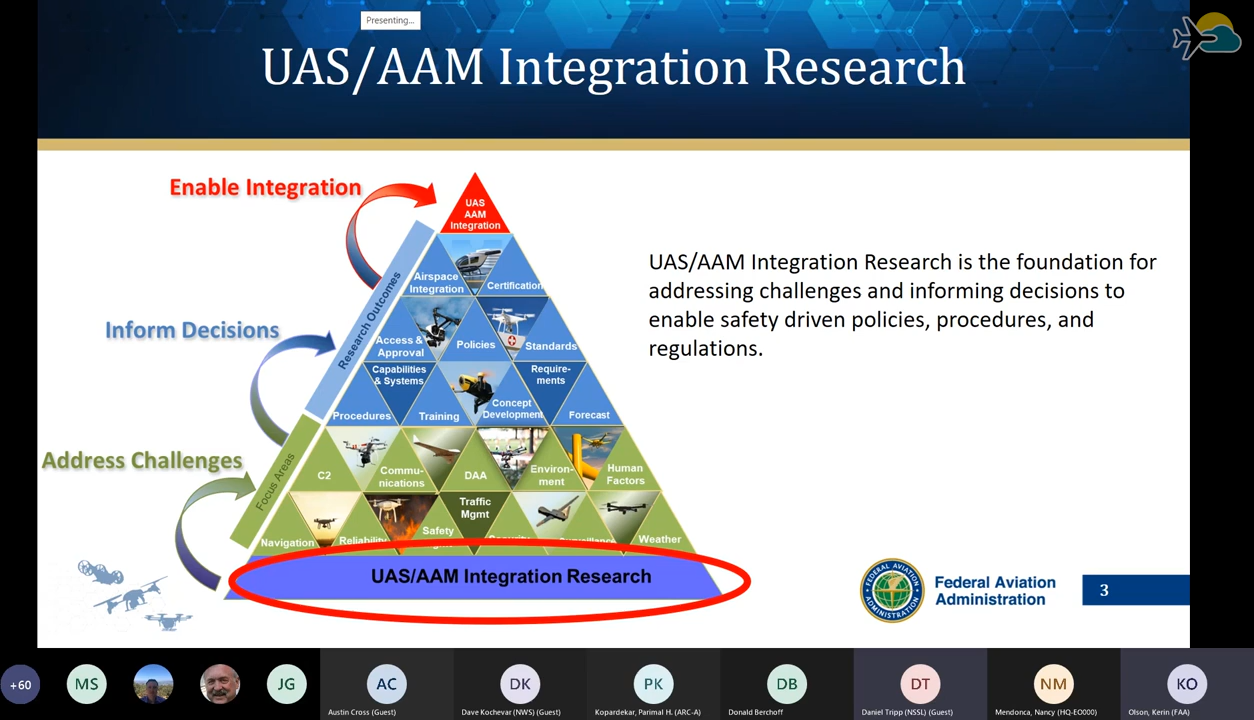 Presenting...
UAS/AAM Integration Research
Enable Integration
Inform Decisions
Address Challenges
Research Outcomes
Focus Areas
UAS
AAM
Integration
Airspace
Integration
Certification
Access &
Approval
Policies
Standards
Capabilities
& Systems
Require-
ments
Procedures
Training
Concept
Development
Forecast
C2
Commu-
nications
DAA
Environ-
ment
Human
Factors
Navigation
Reliability
Safety
Traffic
Mgmt
Weather
UAS/AAM Integration Research
UAS/AAM Integration Research is the foundation for
addressing challenges and informing decisions to
enable safety driven policies, procedures, and
regulations.
FEDERAL AVIATION
ADMINISTRATION
Federal Aviation
Administration
3
+60
MS
JG
AC
DK
PK
DB
DT
NM
KO
Austin Cross (Guest)
Dave Kochevar (NWS) (Guest)
Kopardekar, Parimal H. (ARC-A)
Donald Berchoff
Daniel Tripp (NSSL) (Guest)
Mendonca, Nancy (HQ-EO000)
Olson, Kerin (FAA)